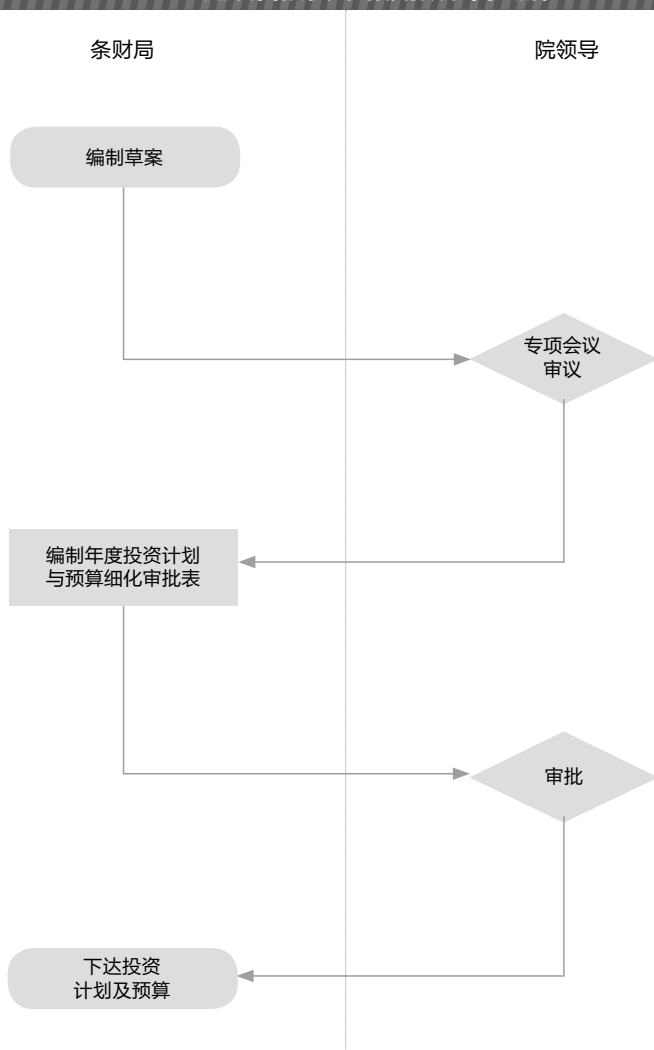 条财局
院领导
编制草案
专项会议
审议
编制年度投资计划
与预算细化审批表
审批
下达投资
计划及预算